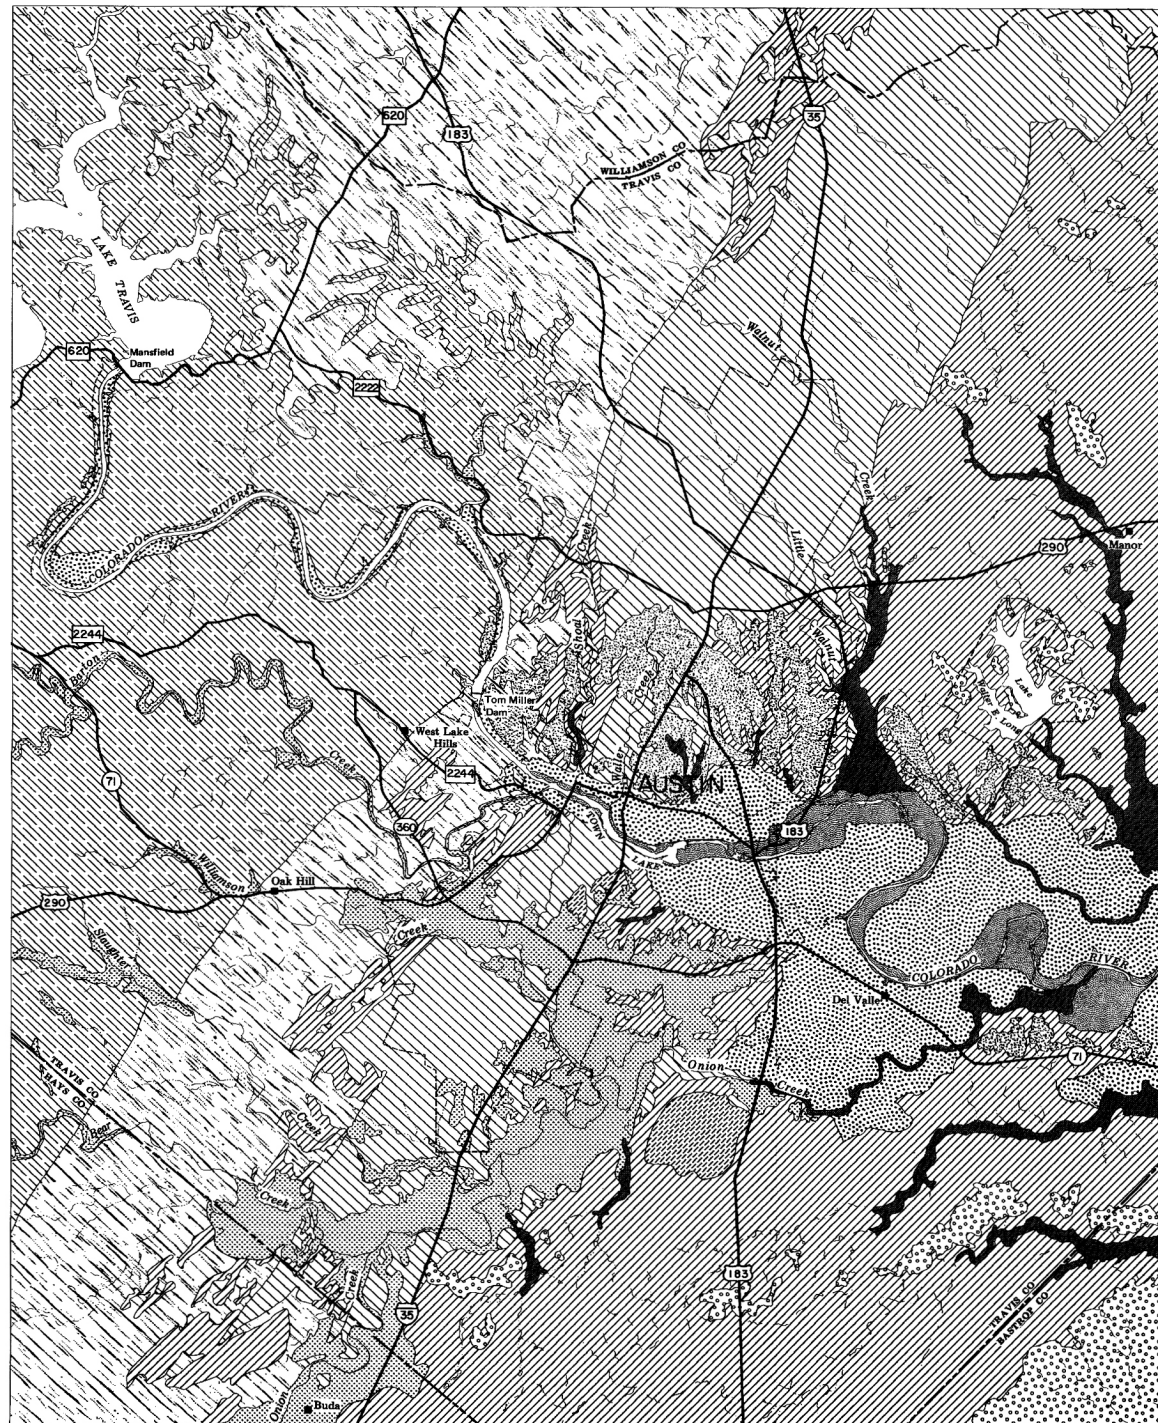 620
183
35
WILLIAMSON CO
TRAVIS CO
LAKE TRAVIS
Walnut
620
Mansfield
Dam
2222
Creek
COLORADO RIVER
Creek
Little
290
Manor
2244
Barton
Shoal
Walnut
Creek
Lake
Walter E. Long
Tom Miller
Dam
West Lake
Hills
Creek
2244
Waller
AUSTIN
71
360
Town
LAKE
183
Williamson
Oak Hill
290
Creek
Slaughter
COLORADO RIVER
Del Valle
TRAVIS CO
HAYS CO
Onion Creek
71
Bear
Creek
Creek
183
Creek
35
TRAVIS CO
BASTROP CO
Onion
Buda